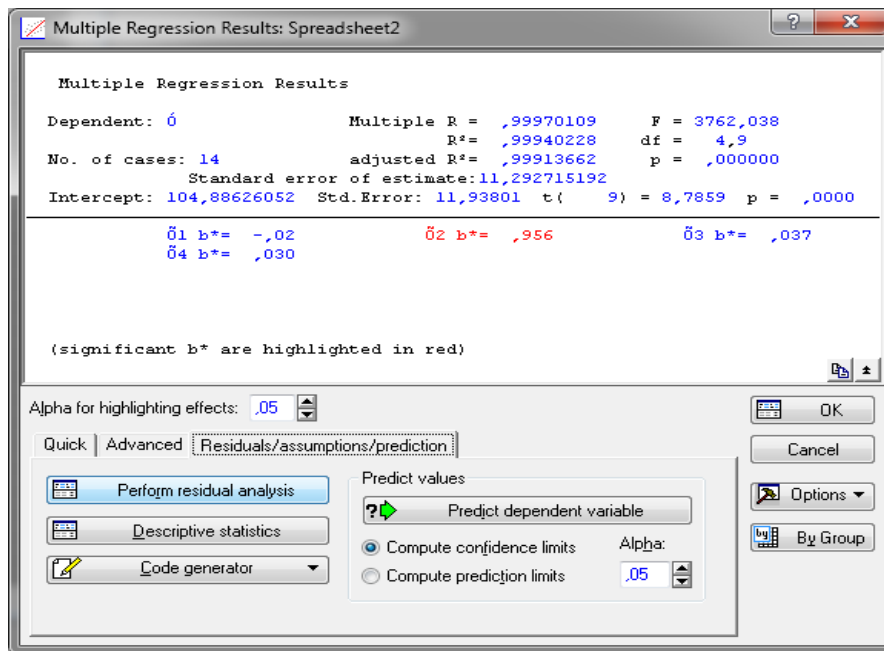 Multiple Regression Results: Spreadsheet2
Multiple Regression Results
Dependent: Ó Multiple R = ,99970109 F = 3762,038
R²= ,99940228 df = 4,9
No. of cases: 14 adjusted R²= ,99913662 p = ,000000
Standard error of estimate:11,292715192
Intercept: 104,88626052 Std.Error: 11,93801 t( 9) = 8,7859 p = ,0000
Õ1 b*= -,02 Õ2 b*= ,956 Õ3 b*= ,037
Õ4 b*= ,030
(significant b* are highlighted in red)
Alpha for highlighting effects: ,05
OK
Quick Advanced Residuals/assumptions/prediction
Cancel
Perform residual analysis
Predict values
?
Predict dependent variable
Options
Descriptive statistics
Compute confidence limits Alpha:
by By Group
Code generator
Compute prediction limits ,05